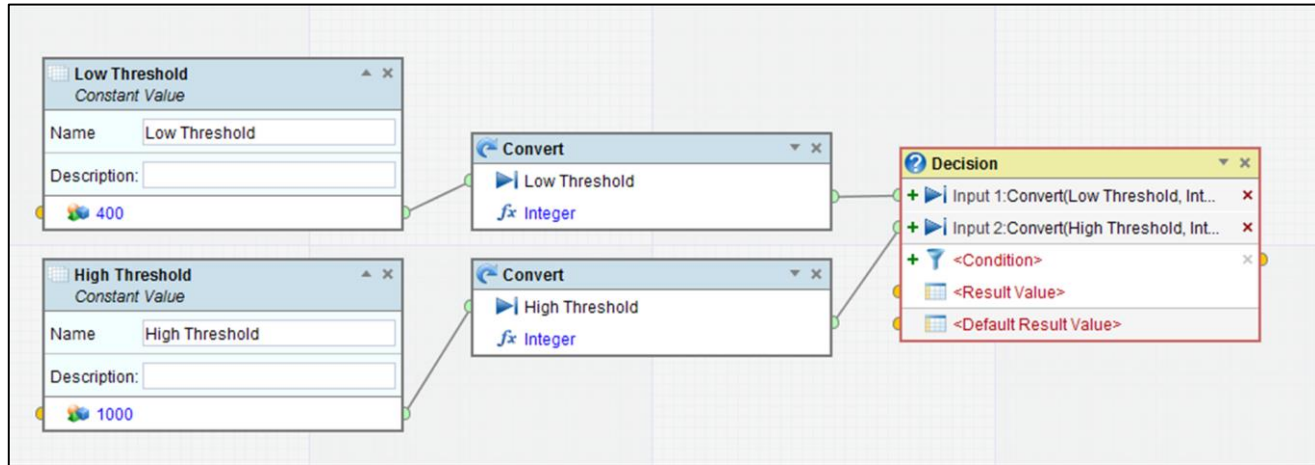 Low Threshold
Constant Value
Name Low Threshold
Description:
400
High Threshold
Constant Value
Name High Threshold
Description:
1000
Convert
Low Threshold
fx Integer
Convert
High Threshold
fx Integer
Decision
Input 1:Convert(Low Threshold, Int...
Input 2:Convert(High Threshold, Int...
<Condition>
<Result Value>
<Default Result Value>